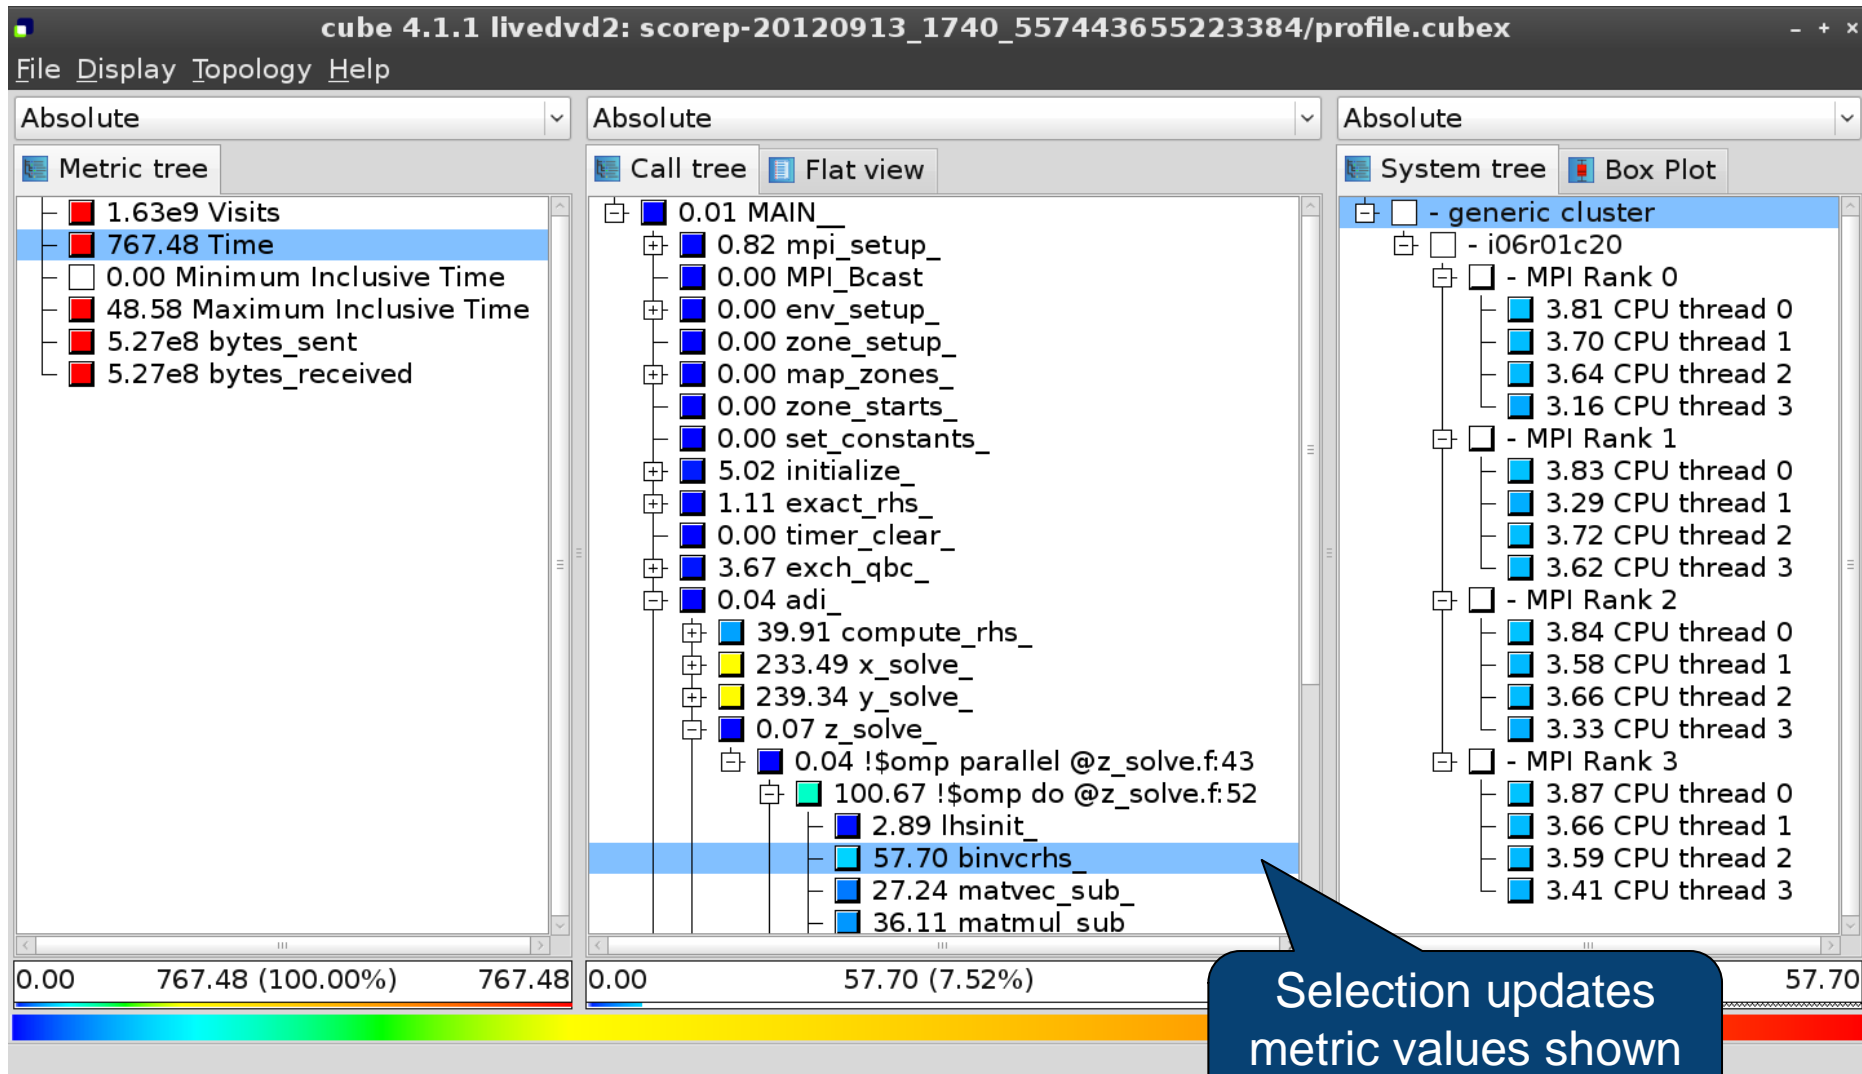 cube 4.1.1 livedvd2: scorep-20120913_1740_557443655223384/profile.cubex
File Display Topology Help
Absolute
Metric tree
1.63e9 Visits
767.48 Time
0.00 Minimum Inclusive Time
48.58 Maximum Inclusive Time
5.27e8 bytes_sent
5.27e8 bytes_received
0.00 767.48 (100.00%) 767.48
Absolute
Call tree Flat view
0.01 MAIN__
0.82 mpi_setup_
0.00 MPI_Bcast
0.00 env_setup_
0.00 zone_setup_
0.00 map_zones_
0.00 zone_starts_
0.00 set_constants_
5.02 initialize_
1.11 exact_rhs_
0.00 timer_clear_
3.67 exch_qbc_
0.04 adi_
39.91 compute_rhs_
233.49 x_solve_
239.34 y_solve_
0.07 z_solve_
0.04 !$omp parallel @z_solve.f:43
100.67 !$omp do @z_solve.f:52
2.89 lhsinit_
57.70 binvcrhs_
27.24 matvec_sub_
36.11 matmul_sub
0.00 57.70 (7.52%)
Absolute
System tree Box Plot
- generic cluster
- i06r01c20
- MPI Rank 0
3.81 CPU thread 0
3.70 CPU thread 1
3.64 CPU thread 2
3.16 CPU thread 3
- MPI Rank 1
3.83 CPU thread 0
3.29 CPU thread 1
3.72 CPU thread 2
3.62 CPU thread 3
- MPI Rank 2
3.84 CPU thread 0
3.58 CPU thread 1
3.66 CPU thread 2
3.33 CPU thread 3
- MPI Rank 3
3.87 CPU thread 0
3.66 CPU thread 1
3.59 CPU thread 2
3.41 CPU thread 3
57.70
Selection updates
metric values shown